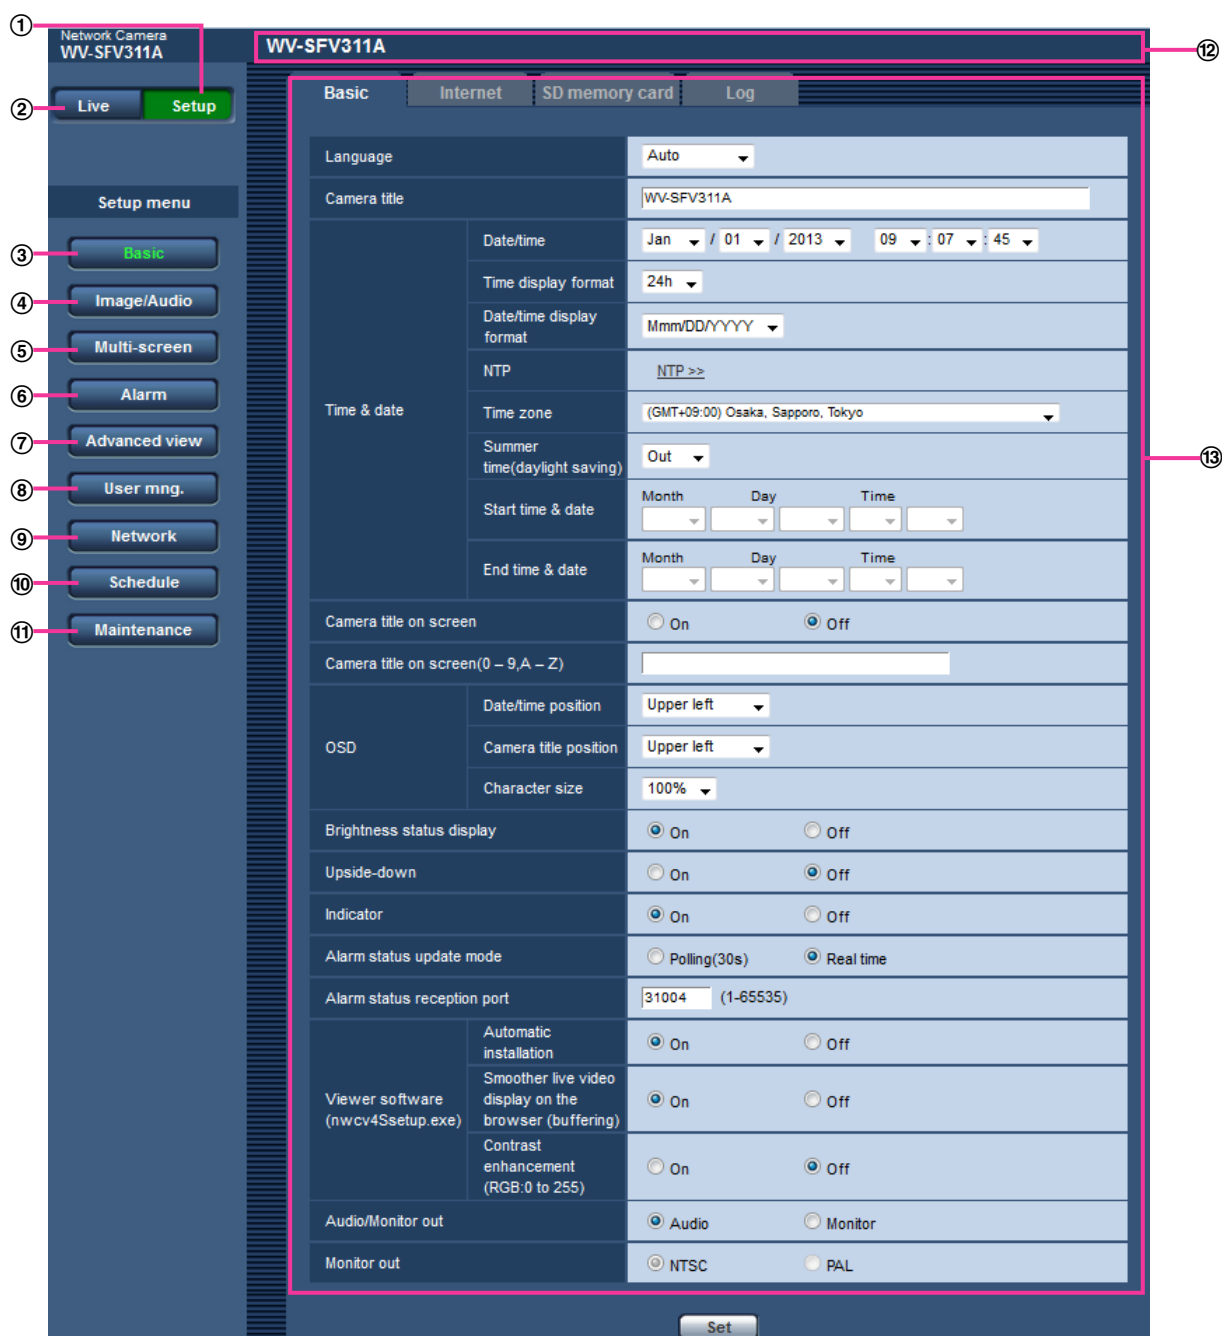 ①
Network Camera
WV-SFV311A
WV-SFV311A
⑫
② Live Setup
Basic Internet SD memory card Log
Setup menu
③ Basic
④ Image/Audio
⑤ Multi-screen
⑥ Alarm
⑦ Advanced view
⑧ User mng.
⑨ Network
⑩ Schedule
⑪ Maintenance
⑬
Language Auto
Camera title WV-SFV311A
Time & date
Date/time Jan / 01 / 2013 09 : 07 : 45
Time display format 24h
Date/time display
format Mmm/DD/YYYY
NTP NTP >>
Time zone (GMT+09:00) Osaka, Sapporo, Tokyo
Summer
time(daylight saving) Out
Start time & date Month Day Time
End time & date Month Day Time
Camera title on screen On Off
Camera title on screen(0 – 9,A – Z)
OSD
Date/time position Upper left
Camera title position Upper left
Character size 100%
Brightness status display On Off
Upside-down On Off
Indicator On Off
Alarm status update mode Polling(30s) Real time
Alarm status reception port 31004 (1-65535)
Viewer software
(nwcv4Ssetup.exe)
Automatic
installation On Off
Smoother live video
display on the
browser (buffering) On Off
Contrast
enhancement
(RGB:0 to 255) On Off
Audio/Monitor out Audio Monitor
Monitor out NTSC PAL
Set